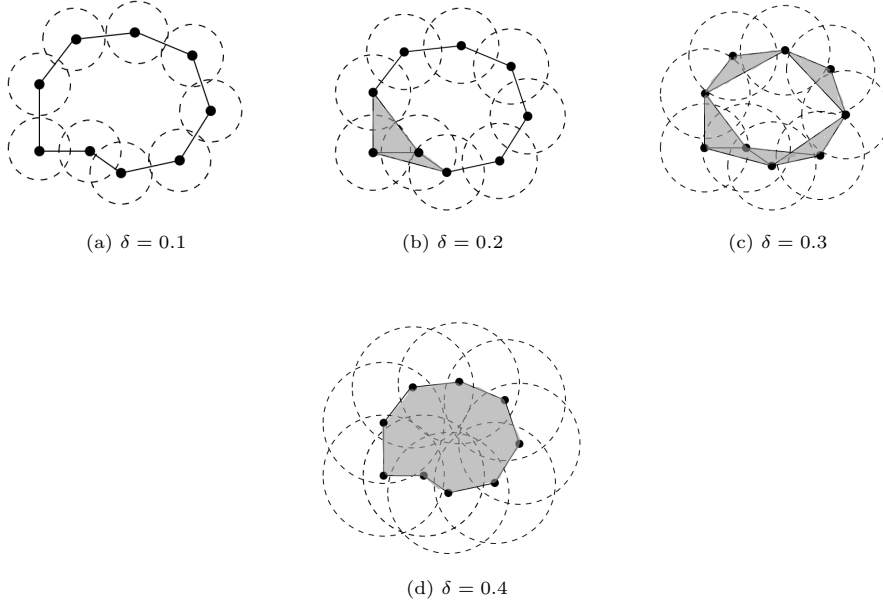 (a) δ = 0.1
(b) δ = 0.2
(c) δ = 0.3
(d) δ = 0.4